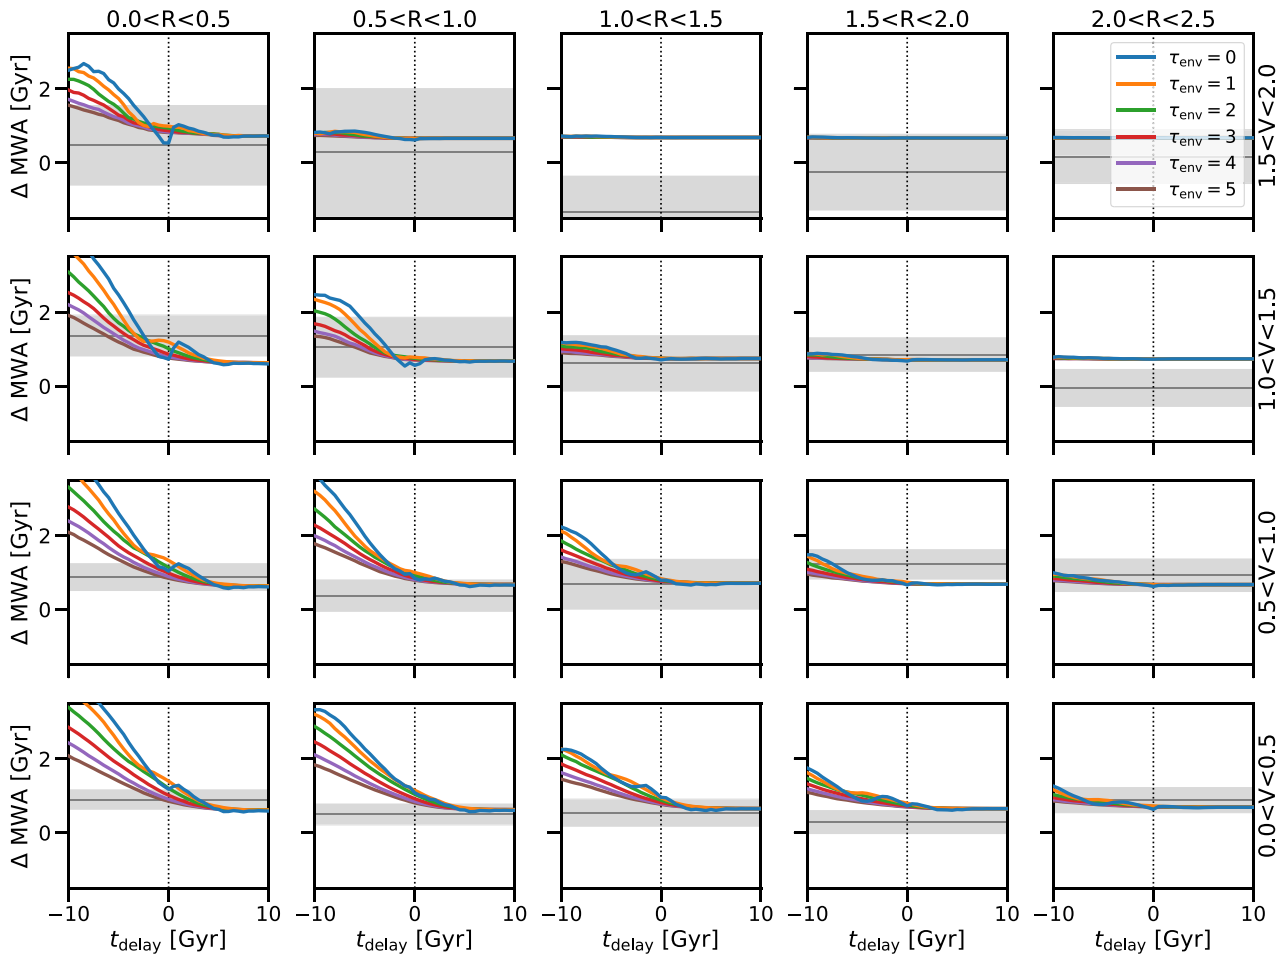 0.0<R<0.5
0.5<R<1.0
1.0<R<1.5
1.5<R<2.0
2.0<R<2.5
Δ MWA [Gyr]
2
0
τenv = 0
τenv = 1
τenv = 2
τenv = 3
τenv = 4
τenv = 5
1.5<V<2.0
Δ MWA [Gyr]
2
0
1.0<V<1.5
Δ MWA [Gyr]
2
0
0.5<V<1.0
Δ MWA [Gyr]
2
0
0.0<V<0.5
−10 0 10
−10 0 10
−10 0 10
−10 0 10
−10 0 10
tdelay [Gyr]
tdelay [Gyr]
tdelay [Gyr]
tdelay [Gyr]
tdelay [Gyr]